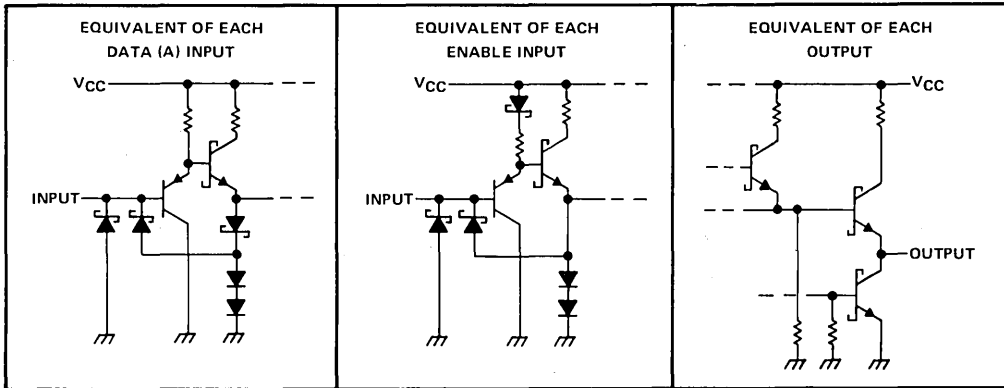 EQUIVALENT OF EACH
DATA (A) INPUT
VCC
INPUT
EQUIVALENT OF EACH
ENABLE INPUT
VCC
INPUT
EQUIVALENT OF EACH
OUTPUT
VCC
OUTPUT